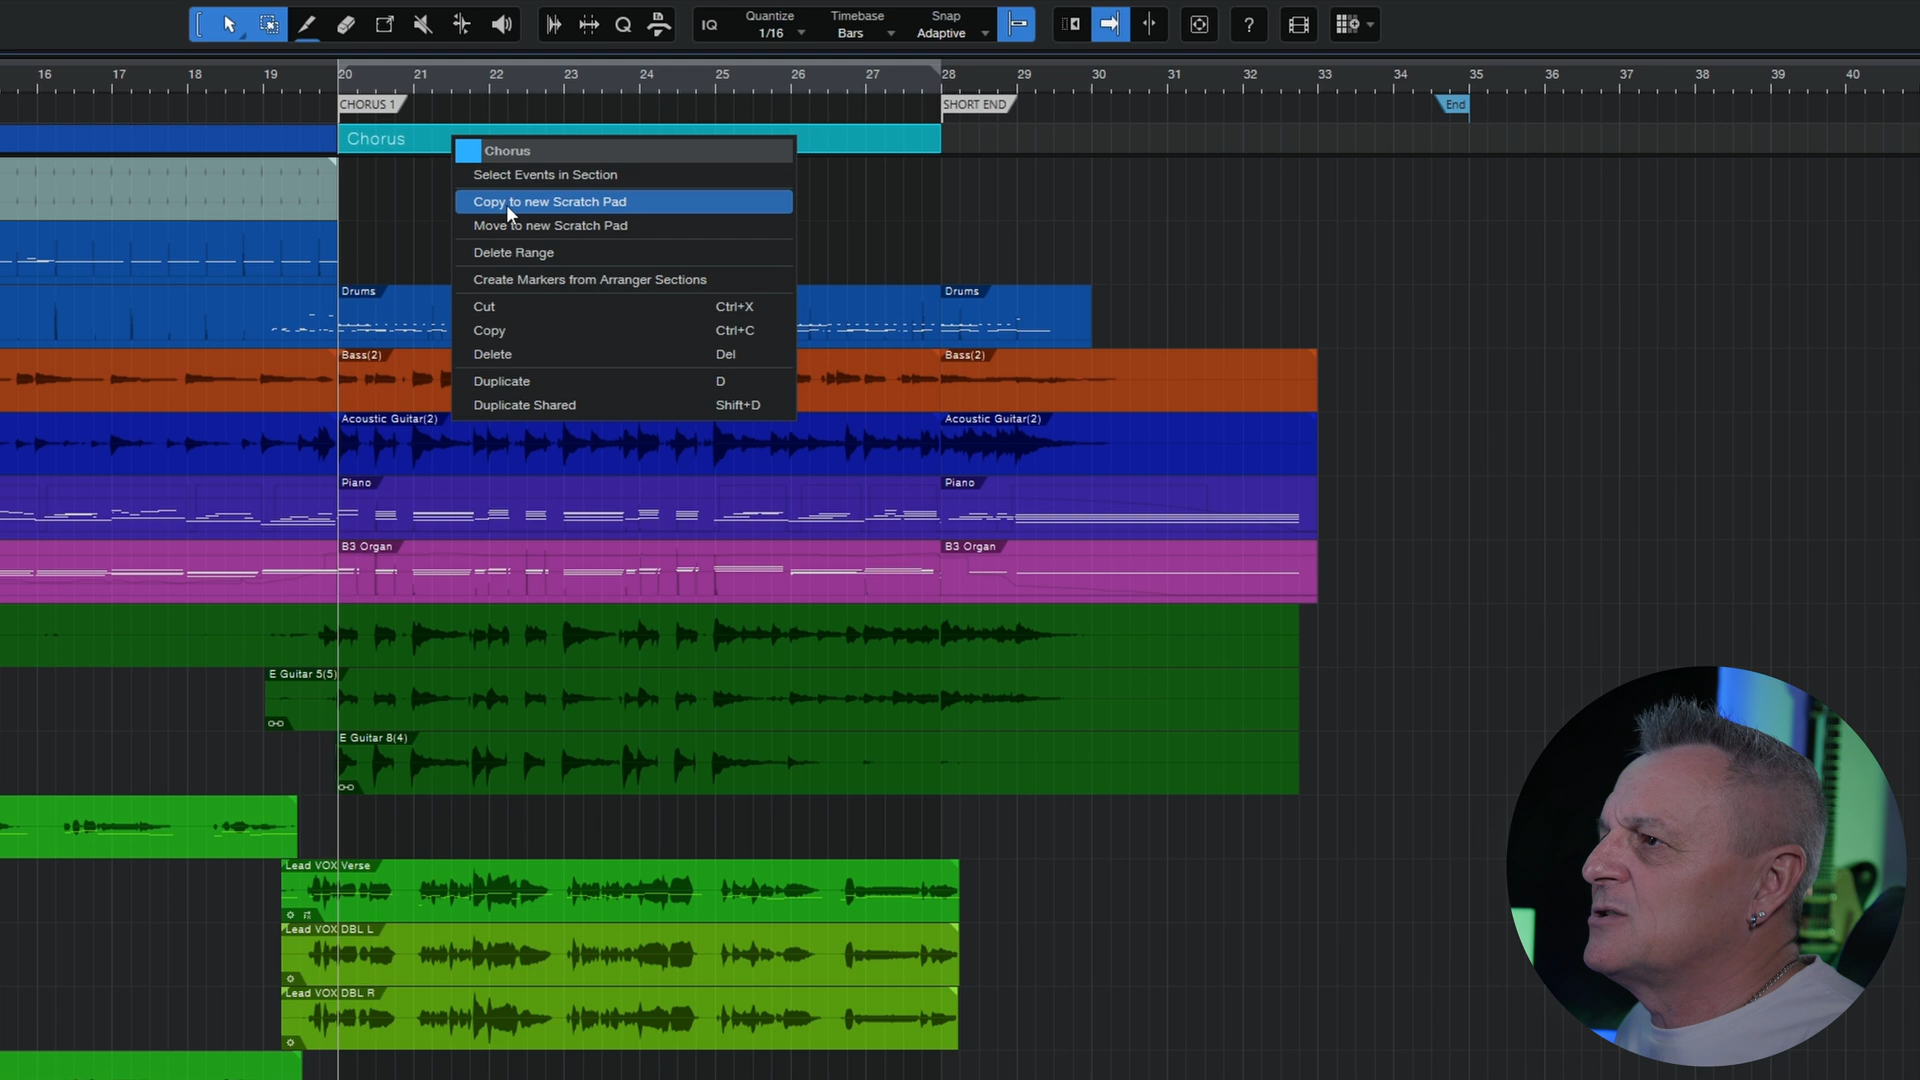 IQ
Quantize
1/16
Timebase
Bars
Snap
Adaptive
Q
?
16 17 18 19 20 21 22 23 24 25 26 27 28 29 30 31 32 33 34 35 36 37 38 39 40
CHORUS 1
SHORT END
End
Chorus
Chorus
Select Events in Section
Copy to new Scratch Pad
Move to new Scratch Pad
Delete Range
Create Markers from Arranger Sections
Cut Ctrl+X
Copy Ctrl+C
Delete Del
Duplicate D
Duplicate Shared Shift+D
Drums
Drums
Bass(2)
Bass(2)
Acoustic Guitar(2)
Acoustic Guitar(2)
Piano
Piano
B3 Organ
B3 Organ
E Guitar 5(5)
E Guitar 8(4)
Lead VOX Verse
Lead VOX DBL L
Lead VOX DBL R